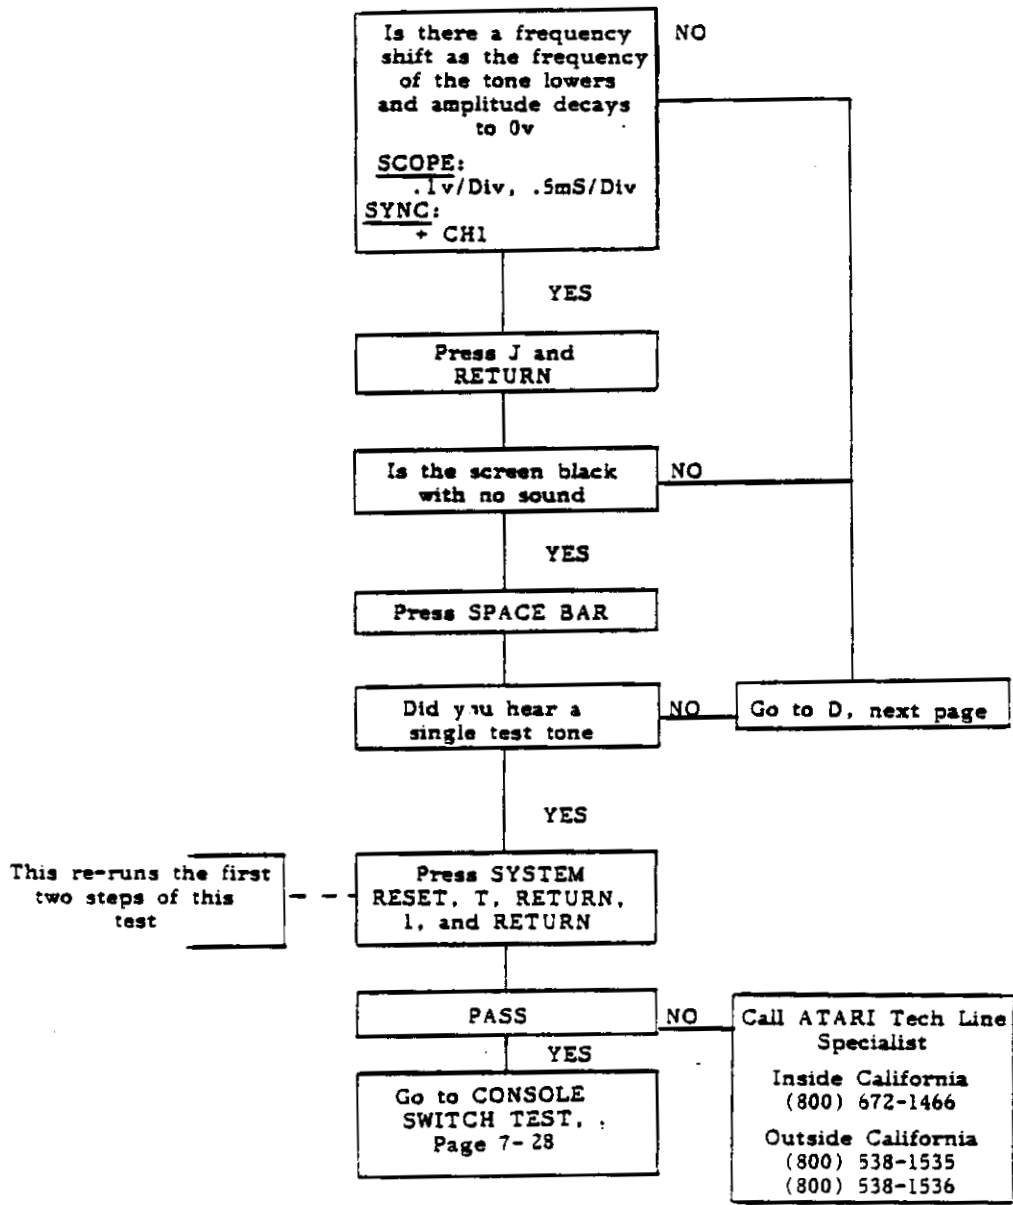 Is there a frequency
shift as the frequency
of the tone lowers
and amplitude decays
to 0v
SCOPE:
.1v/Div, .5mS/Div
SYNC:
+ CH1
NO
YES
Press J and
RETURN
Is the screen black
with no sound
NO
YES
Press SPACE BAR
Did you hear a
single test tone
NO
Go to D, next page
YES
This re-runs the first
two steps of this
test
Press SYSTEM
RESET, T, RETURN,
1, and RETURN
PASS
NO
Call ATARI Tech Line
Specialist
Inside California
(800) 672-1466
Outside California
(800) 538-1535
(800) 538-1536
YES
Go to CONSOLE
SWITCH TEST,
Page 7-28